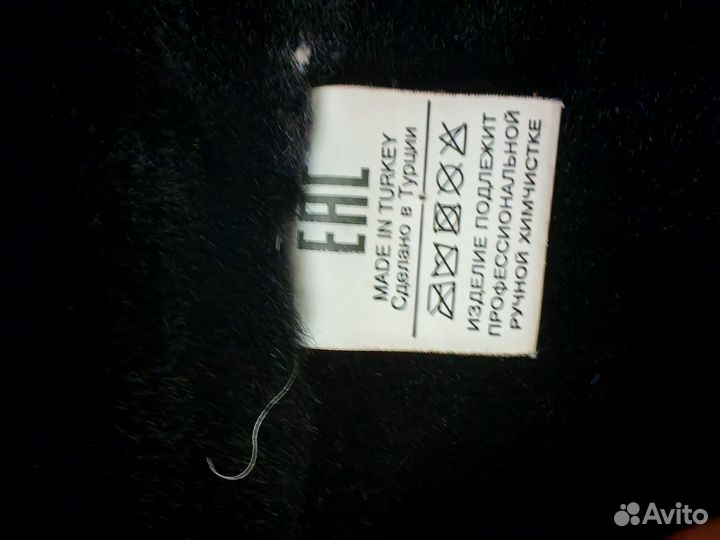 EAC
MADE IN TURKEY
Сделано в Турции
ИЗДЕЛИЕ ПОДЛЕЖИТ
ПРОФЕССИОНАЛЬНОЙ
РУЧНОЙ ХИМЧИСТКЕ
Avito